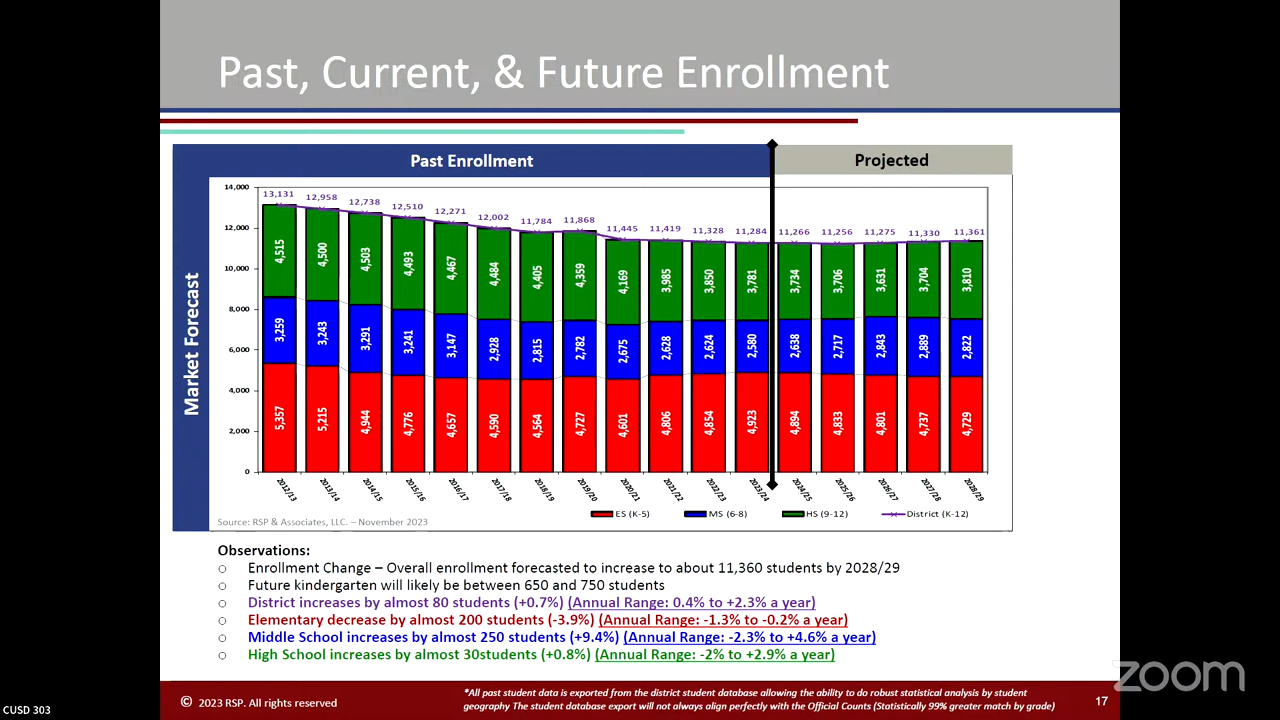 Past, Current, & Future Enrollment
Past Enrollment
Projected
Market Forecast
14,000
12,000
10,000
8,000
6,000
4,000
2,000
0
13,131 12,958 12,738 12,510 12,271 12,002 11,784 11,868 11,445 11,419 11,328 11,284 11,266 11,256 11,275 11,330 11,361
4,515 4,500 4,503 4,493 4,467 4,484 4,405 4,359 4,169 3,985 3,850 3,781 3,734 3,706 3,631 3,704 3,810
3,259 3,243 3,291 3,241 3,147 2,928 2,815 2,782 2,675 2,628 2,624 2,580 2,638 2,717 2,843 2,889 2,822
5,357 5,215 4,944 4,776 4,657 4,590 4,564 4,727 4,601 4,806 4,854 4,923 4,894 4,833 4,801 4,737 4,729
2012/13 2013/14 2014/15 2015/16 2016/17 2017/18 2018/19 2019/20 2020/21 2021/22 2022/23 2023/24 2024/25 2025/26 2026/27 2027/28 2028/29
ES (K-5) MS (6-8) HS (9-12) District (K-12)
Source: RSP & Associates, LLC. – November 2023
Observations:
Enrollment Change – Overall enrollment forecasted to increase to about 11,360 students by 2028/29
Future kindergarten will likely be between 650 and 750 students
District increases by almost 80 students (+0.7%) (Annual Range: 0.4% to +2.3% a year)
Elementary decrease by almost 200 students (-3.9%) (Annual Range: -1.3% to -0.2% a year)
Middle School increases by almost 250 students (+9.4%) (Annual Range: -2.3% to +4.6% a year)
High School increases by almost 30students (+0.8%) (Annual Range: -2% to +2.9% a year)
zoom
© 2023 RSP. All rights reserved
*All past student data is exported from the district student database allowing the ability to do robust statistical analysis by student
geography The student database export will not always align perfectly with the Official Counts (Statistically 99% greater match by grade)
17
CUSD 303